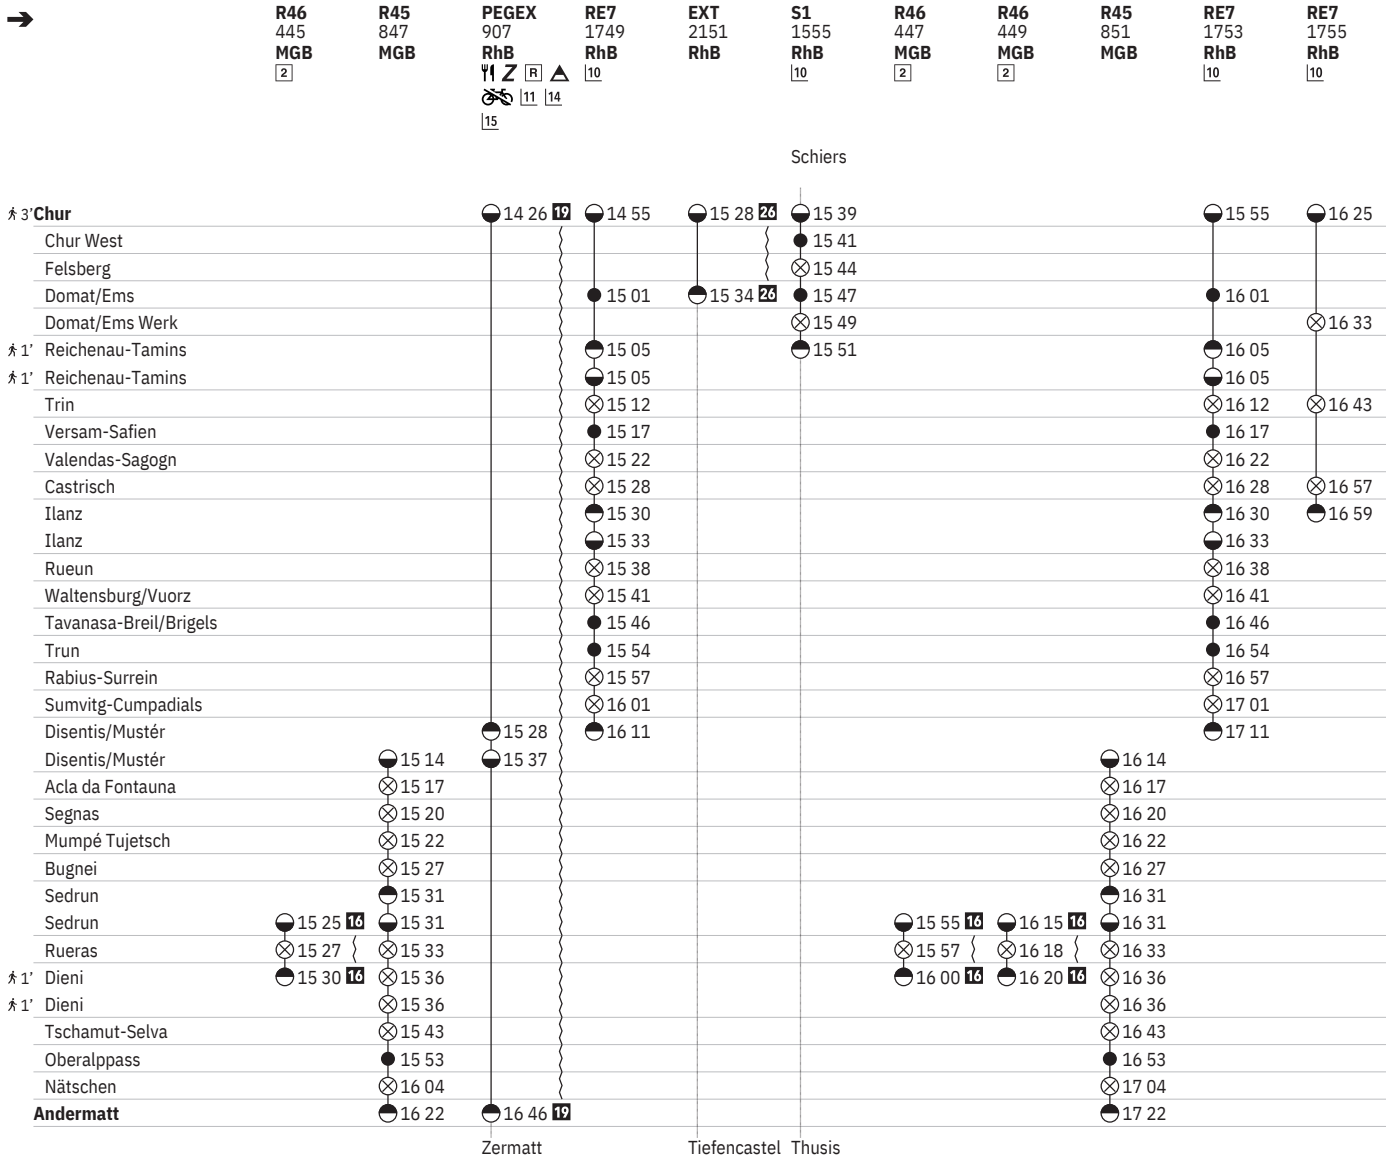 R46 R45 PEGEX RE7 EXT S1 R46 R46 R45 RE7 RE7
445 847 907 1749 2151 1555 447 449 851 1753 1755
MGB MGB RhB RhB RhB RhB MGB MGB MGB RhB RhB
2 Z R 10 10 2 2 10 10
11 14
15
Schiers
3' Chur 14 26 19 14 55 15 28 26 15 39 15 55 16 25
Chur West 15 41
Felsberg 15 44
Domat/Ems 15 01 15 34 26 15 47 16 01
Domat/Ems Werk 15 49 16 33
1' Reichenau-Tamins 15 05 15 51 16 05
1' Reichenau-Tamins 15 05 16 05
Trin 15 12 16 12 16 43
Versam-Safien 15 17 16 17
Valendas-Sagogn 15 22 16 22
Castrisch 15 28 16 28 16 57
Ilanz 15 30 16 30 16 59
Ilanz 15 33 16 33
Rueun 15 38 16 38
Waltensburg/Vuorz 15 41 16 41
Tavanasa-Breil/Brigels 15 46 16 46
Trun 15 54 16 54
Rabius-Surrein 15 57 16 57
Sumvitg-Cumpadials 16 01 17 01
Disentis/Mustér 15 28 16 11 17 11
Disentis/Mustér 15 14 15 37 16 14
Acla da Fontauna 15 17 16 17
Segnas 15 20 16 20
Mumpé Tujetsch 15 22 16 22
Bugnei 15 27 16 27
Sedrun 15 31 16 31
Sedrun 15 25 16 15 31 15 55 16 16 15 16 16 31
Rueras 15 27 15 33 15 57 16 18 16 33
1' Dieni 15 30 16 15 36 16 00 16 16 20 16 16 36
1' Dieni 15 36 16 36
Tschamut-Selva 15 43 16 43
Oberalppass 15 53 16 53
Nätschen 16 04 17 04
Andermatt 16 22 16 46 19 17 22
Zermatt Tiefencastel Thusis